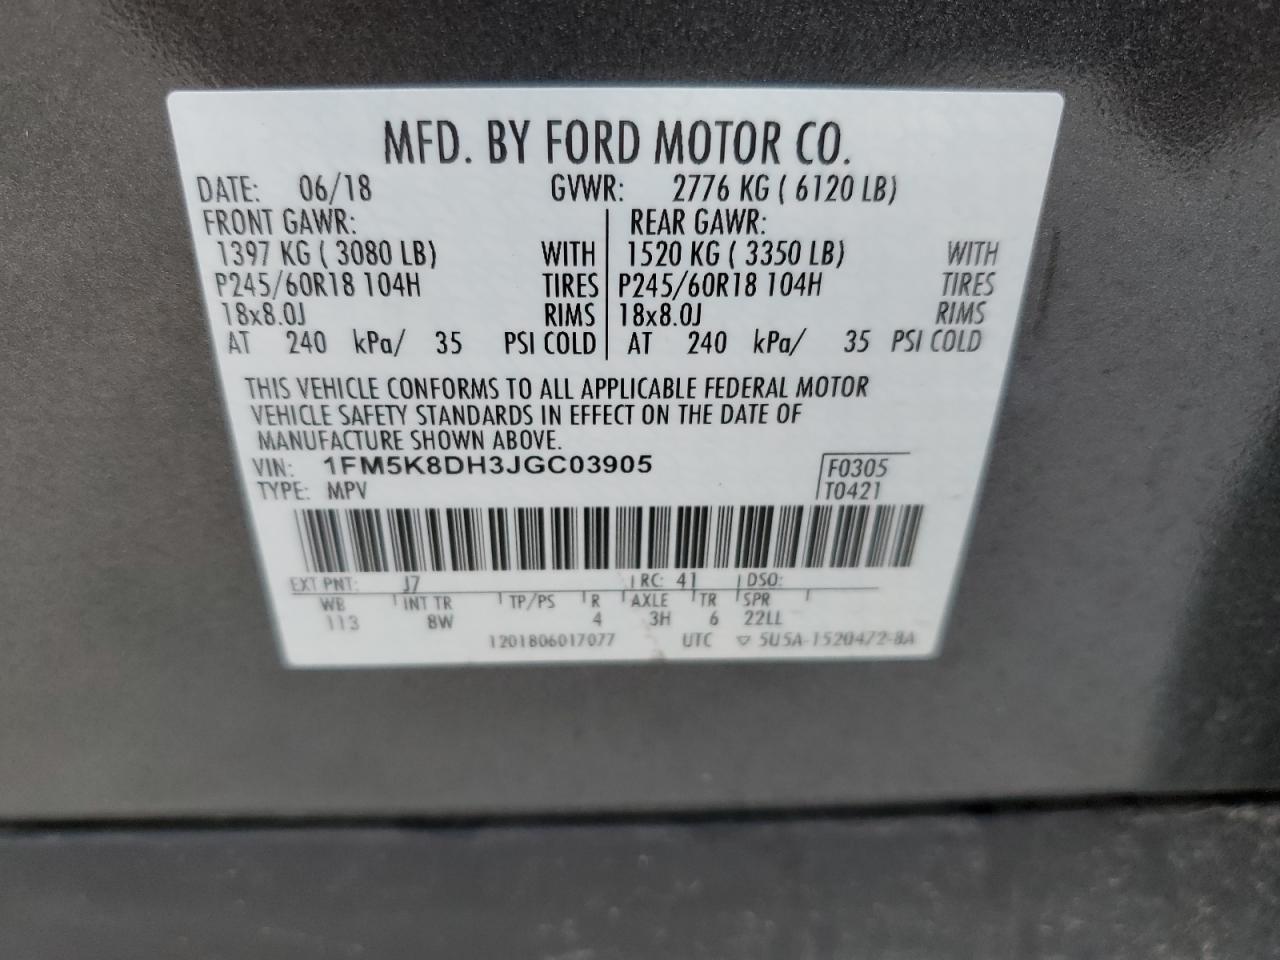 MFD. BY FORD MOTOR CO.
DATE: 06/18 GVWR: 2776 KG ( 6120 LB)
FRONT GAWR: REAR GAWR:
1397 KG ( 3080 LB) WITH 1520 KG ( 3350 LB) WITH
P245/60R18 104H TIRES P245/60R18 104H TIRES
18x8.0J RIMS 18x8.0J RIMS
AT 240 kPa/ 35 PSI COLD AT 240 kPa/ 35 PSI COLD
THIS VEHICLE CONFORMS TO ALL APPLICABLE FEDERAL MOTOR
VEHICLE SAFETY STANDARDS IN EFFECT ON THE DATE OF
MANUFACTURE SHOWN ABOVE.
VIN: 1FM5K8DH3JGC03905 F0305
TYPE: MPV T0421
EXT PNT: J7 RC: 41 DSO:
WB INT TR TP/PS R AXLE TR SPR
113 8W 4 3H 6 22LL
1201806017077 UTC ▽ 5U5A-1520472-8A